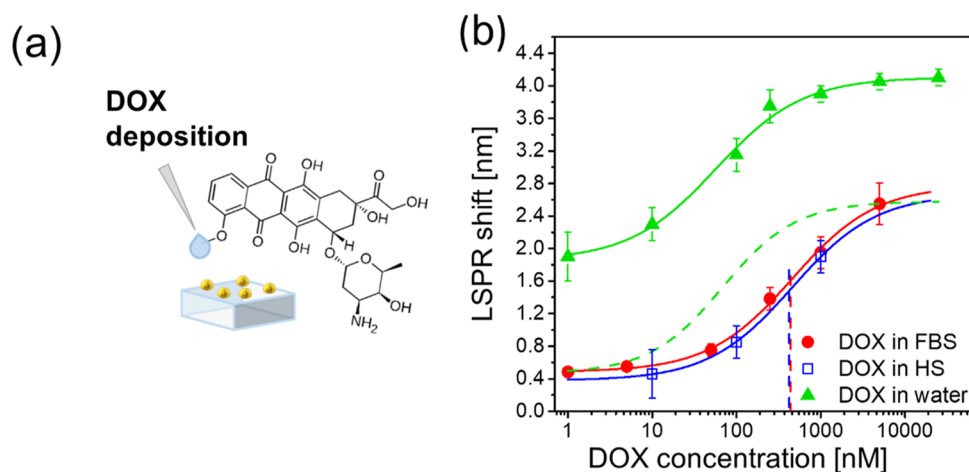 (a)
DOX
deposition
O
OH
O
OH
OH
O
O
OH
O
O
OH
NH2
(b)
LSPR shift [nm]
4.4
4.0
3.6
3.2
2.8
2.4
2.0
1.6
1.2
0.8
0.4
0.0
DOX in FBS
DOX in HS
DOX in water
1
10
100
1000
10000
DOX concentration [nM]